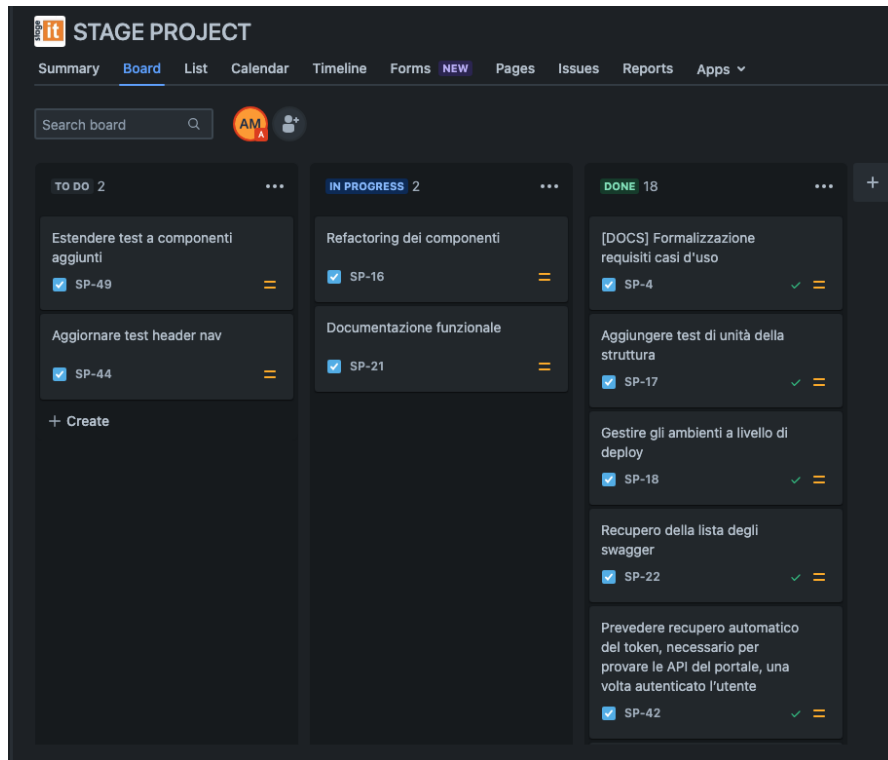 stage it STAGE PROJECT
Summary Board List Calendar Timeline Forms NEW Pages Issues Reports Apps
Search board AM A
TO DO 2
Estendere test a componenti
aggiunti
SP-49
Aggiornare test header nav
SP-44
+ Create
IN PROGRESS 2
Refactoring dei componenti
SP-16
Documentazione funzionale
SP-21
DONE 18
[DOCS] Formalizzazione
requisiti casi d'uso
SP-4
Aggiungere test di unità della
struttura
SP-17
Gestire gli ambienti a livello di
deploy
SP-18
Recupero della lista degli
swagger
SP-22
Prevedere recupero automatico
del token, necessario per
provare le API del portale, una
volta autenticato l'utente
SP-42